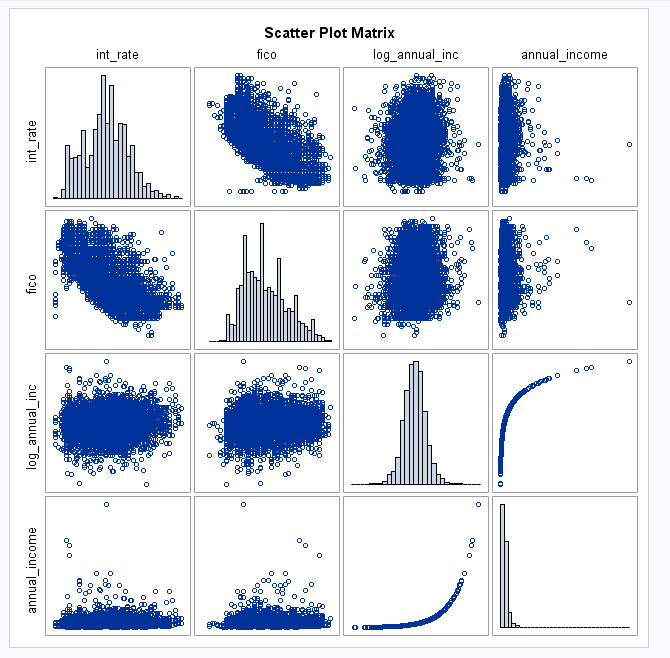 Scatter Plot Matrix
int_rate fico log_annual_inc annual_income
int_rate
fico
log_annual_inc
annual_income